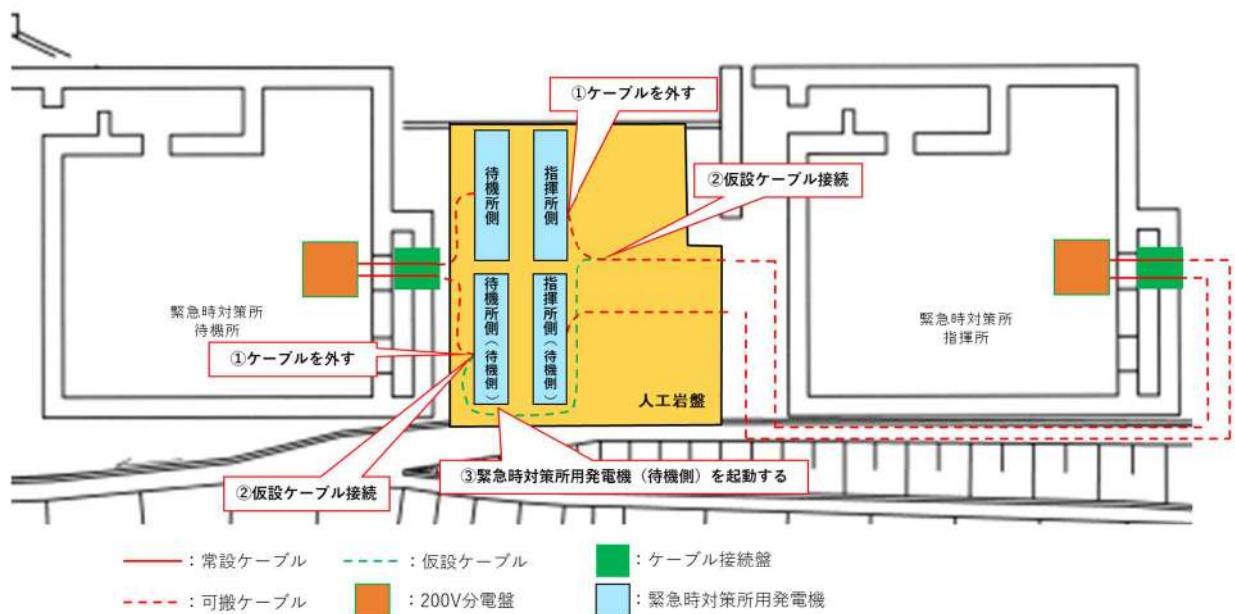 ①ケーブルを外す
②仮設ケーブル接続
待機所側
指揮所側
待機所側（待機側）
指揮所側（待機側）
緊急時対策所
待機所
緊急時対策所
指揮所
①ケーブルを外す
人工岩盤
②仮設ケーブル接続
③緊急時対策所用発電機（待機側）を起動する
：常設ケーブル
：仮設ケーブル
：ケーブル接続盤
：可搬ケーブル
：200V分電盤
：緊急時対策所用発電機